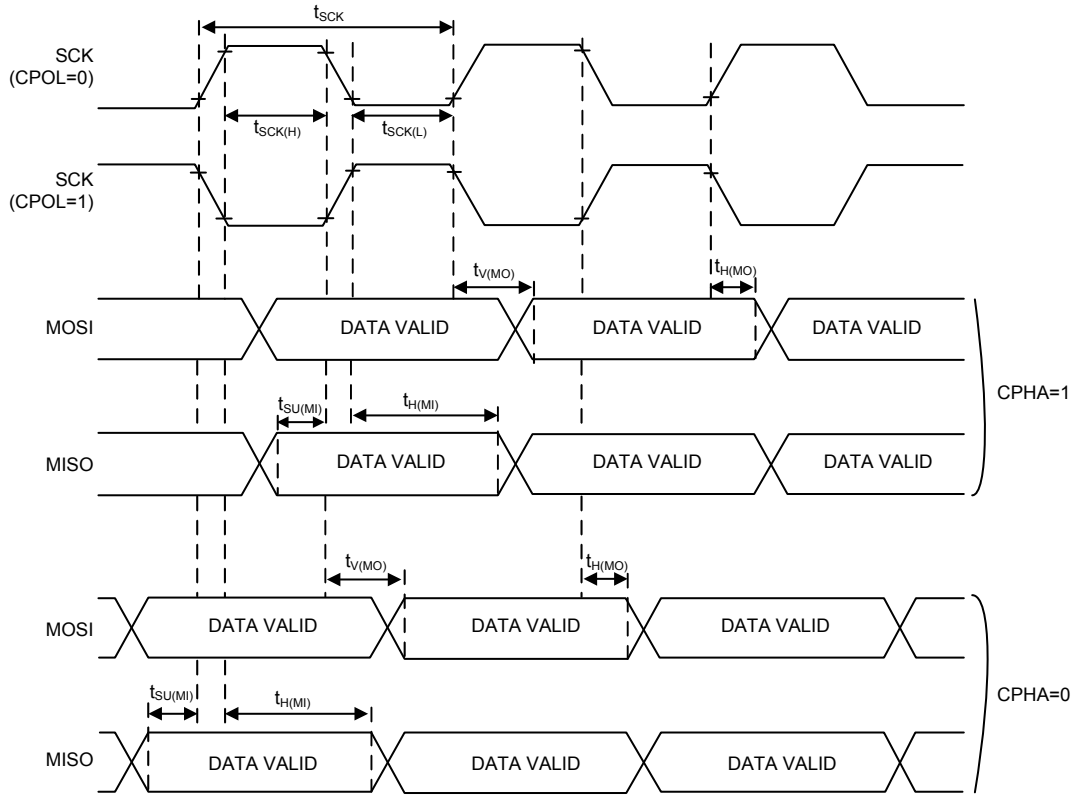 tSCK
SCK
(CPOL=0)
tSCK(H)
tSCK(L)
SCK
(CPOL=1)
tV(MO)
tH(MO)
MOSI
DATA VALID
DATA VALID
DATA VALID
CPHA=1
tSU(MI)
tH(MI)
MISO
DATA VALID
DATA VALID
DATA VALID
tV(MO)
tH(MO)
MOSI
DATA VALID
DATA VALID
DATA VALID
CPHA=0
tSU(MI)
tH(MI)
MISO
DATA VALID
DATA VALID
DATA VALID